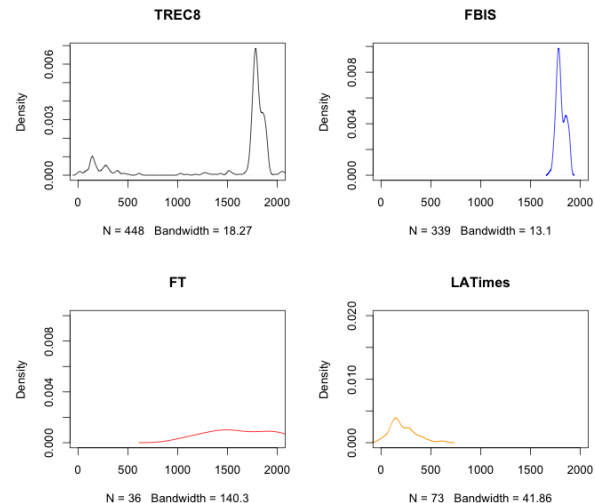 TREC8
Density
0.000 0.003 0.006
0 500 1000 1500 2000
N = 448 Bandwidth = 18.27
FBIS
Density
0.000 0.004 0.008
0 500 1000 1500 2000
N = 339 Bandwidth = 13.1
FT
Density
0.000 0.004 0.008
0 500 1000 1500 2000
N = 36 Bandwidth = 140.3
LATimes
Density
0.000 0.010 0.020
0 500 1000 1500 2000
N = 73 Bandwidth = 41.86